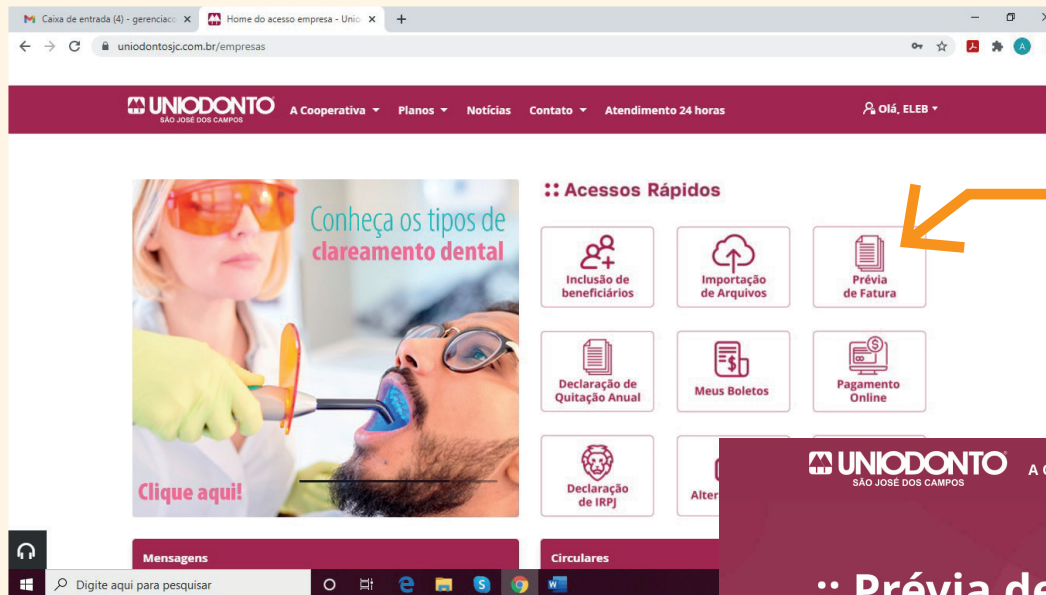 Caixa de entrada (4) - gerenciaco
Home do acesso empresa - Unio
uniodontosjc.com.br/empresas
A
UNIODONTO
SÃO JOSÉ DOS CAMPOS
A Cooperativa
Planos
Notícias
Contato
Atendimento 24 horas
Olá, ELEB
Conheça os tipos de
clareamento dental
Clique aqui!
:: Acessos Rápidos
Inclusão de
beneficiários
Importação
de Arquivos
Prévia
de Fatura
Declaração de
Quitação Anual
Meus Boletos
Pagamento
Online
Declaração
de IRPJ
Alter
Mensagens
Circulares
Digite aqui para pesquisar
UNIODONTO
SÃO JOSÉ DOS CAMPOS
A C
:: Prévia de